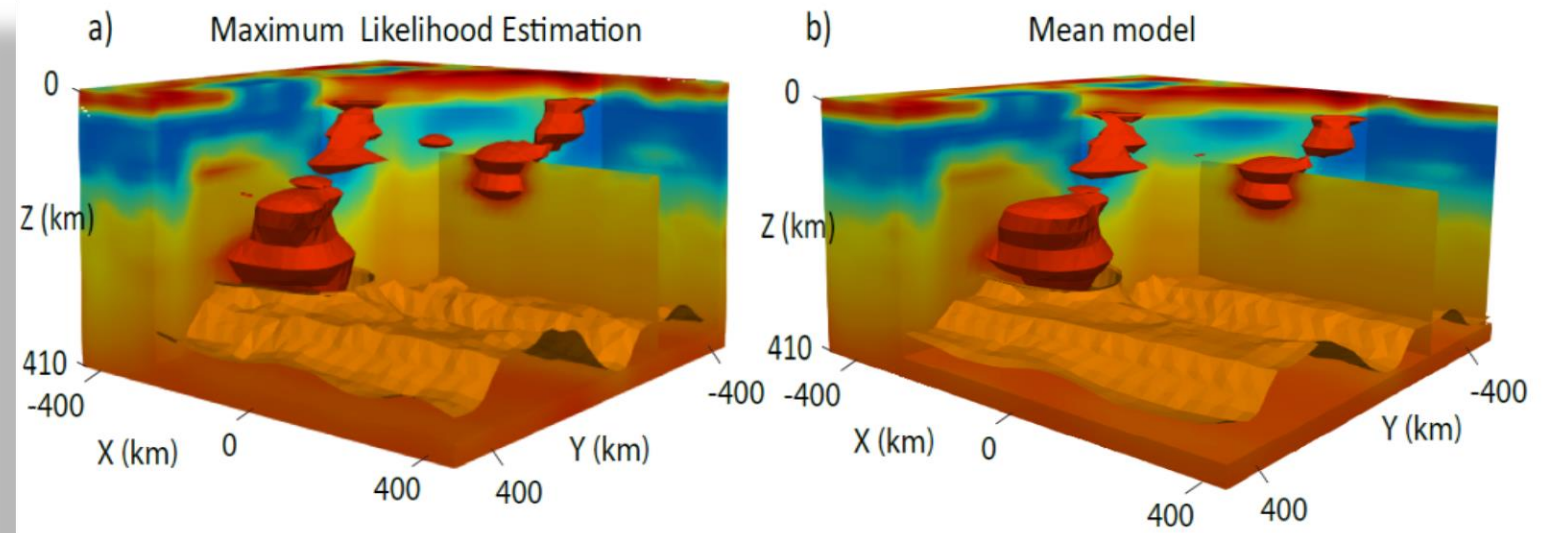 a)
Maximum Likelihood Estimation
0
Z (km)
410
-400
X (km)
0
400
400
Y (km)
-400
b)
Mean model
0
Z (km)
410
-400
X (km)
0
400
400
Y (km)
-400